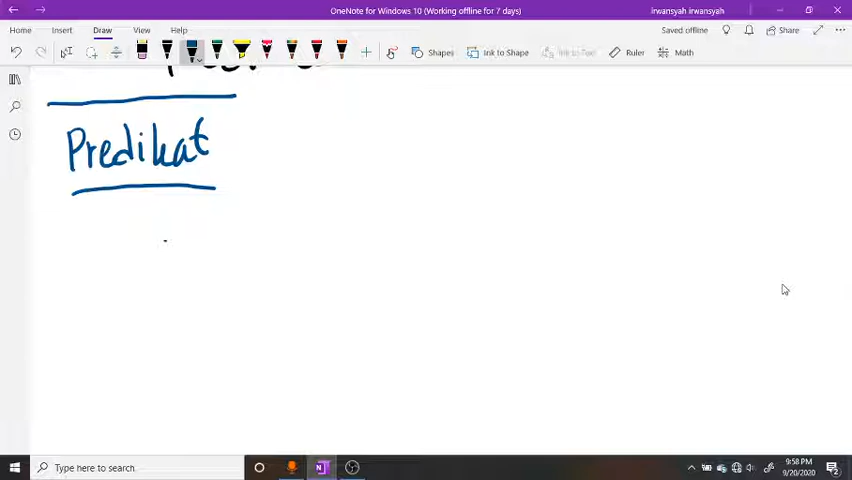 OneNote for Windows 10 (Working offline for 7 days)
irwansyah irwansyah
Home Insert Draw View Help
Saved offline
Share
Shapes
Ink to Shape
Ink to Text
Ruler
Math
Predikat
Type here to search
9:58 PM
9/20/2020